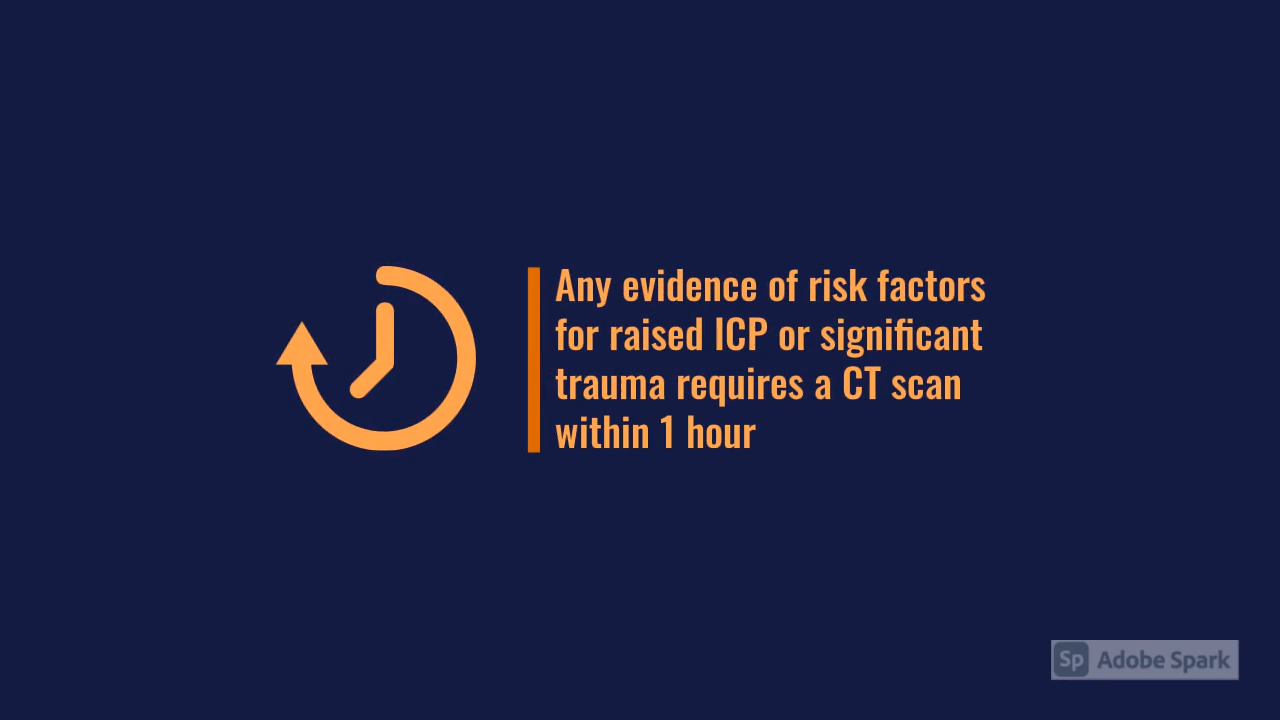 Any evidence of risk factors
for raised ICP or significant
trauma requires a CT scan
within 1 hour
Sp Adobe Spark